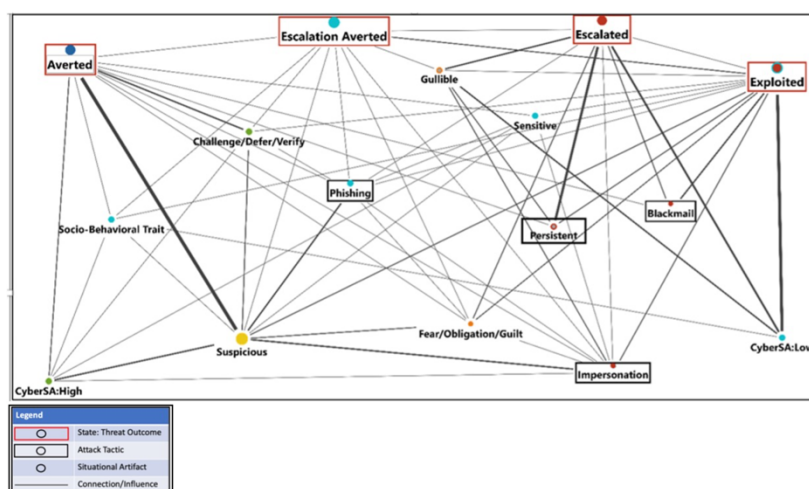 Escalation Averted
Escalated
Averted
Gullible
Exploited
Sensitive
Challenge/Defer/Verify
Phishing
Blackmail
Socio-Behavioral Trait
Persistent
Fear/Obligation/Guilt
CyberSA:Low
Suspicious
Impersonation
CyberSA:High
Legend
State: Threat Outcome
Attack Tactic
Situational Artifact
Connection/Influence